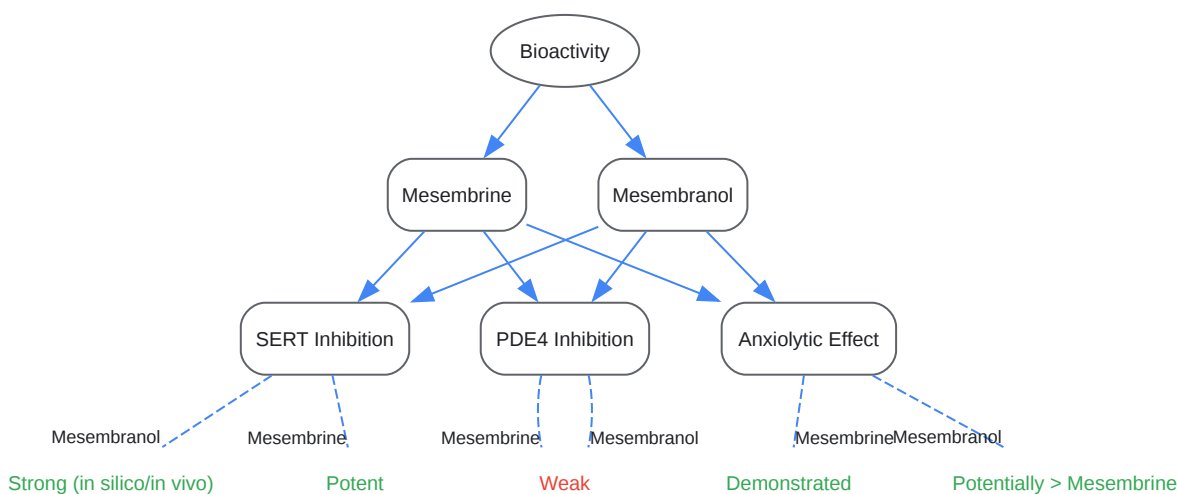 Bioactivity
Mesembrine
Mesembranol
SERT Inhibition
PDE4 Inhibition
Anxiolytic Effect
Mesembranol
Mesembrine
Mesembrine
Mesembranol
Mesembrine
Mesembranol
Strong (in silico/in vivo)
Potent
Weak
Demonstrated
Potentially > Mesembrine